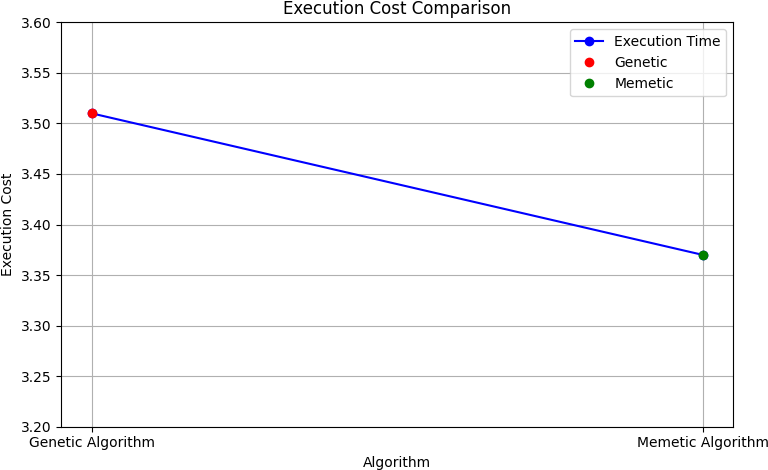 Execution Cost Comparison
3.60
3.55
3.50
3.45
3.40
3.35
3.30
3.25
3.20
Execution Cost
Execution Time
Genetic
Memetic
Genetic Algorithm
Memetic Algorithm
Algorithm